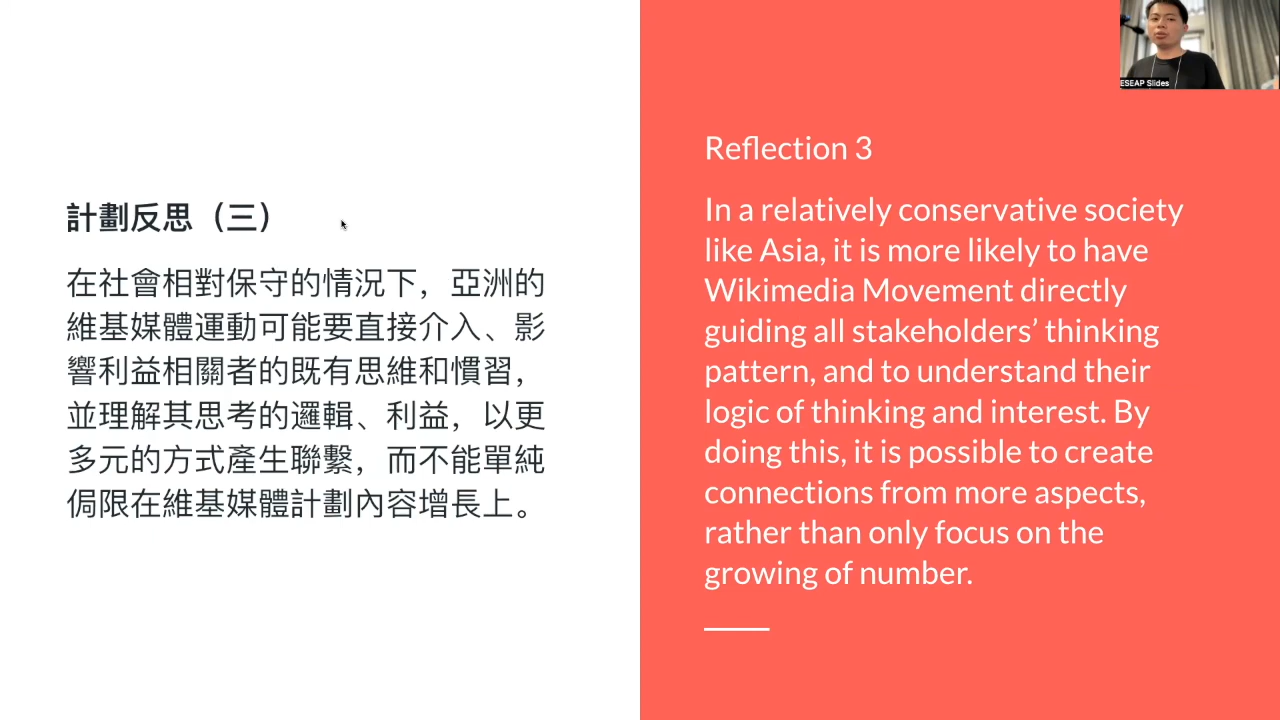 計劃反思（三）
在社會相對保守的情況下，亞洲的
維基媒體運動可能要直接介入、影
響利益相關者的既有思維和慣習，
並理解其思考的邏輯、利益，以更
多元的方式產生聯繫，而不能單純
侷限在維基媒體計劃內容增長上。
Reflection 3
In a relatively conservative society
like Asia, it is more likely to have
Wikimedia Movement directly
guiding all stakeholders’ thinking
pattern, and to understand their
logic of thinking and interest. By
doing this, it is possible to create
connections from more aspects,
rather than only focus on the
growing of number.
ESEAP Slides